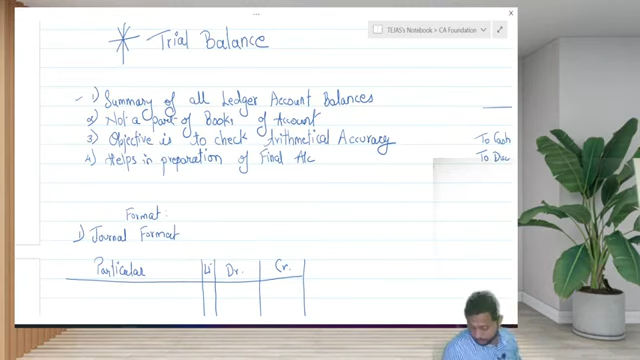 TEJAS's Notebook > CA Foundation
Trial Balance
1) Summary of all Ledger Account Balances
2) Not a part of Books of Account
3) Objective is to check Arithmetical Accuracy
4) Helps in preparation of Final A/c
To Cash
To Duc
Format:
1) Journal Format
Particular Dr. Cr.